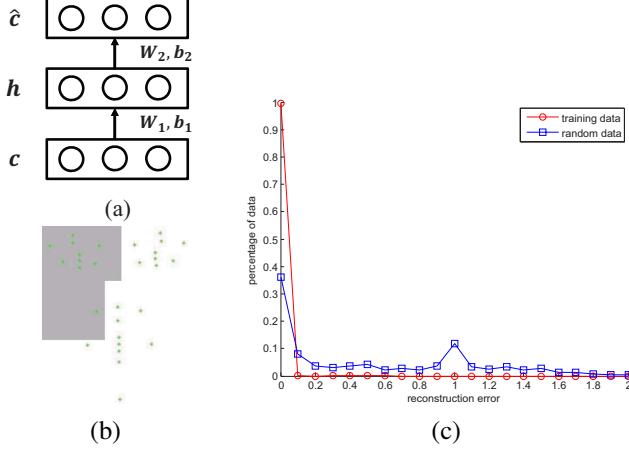 ĉ
W₂, b₂
h
W₁, b₁
c
(a)
(b)
1
0.9
0.8
0.7
0.6
0.5
0.4
0.3
0.2
0.1
0
percentage of data
0 0.2 0.4 0.6 0.8 1 1.2 1.4 1.6 1.8 2
reconstruction error
training data
random data
(c)